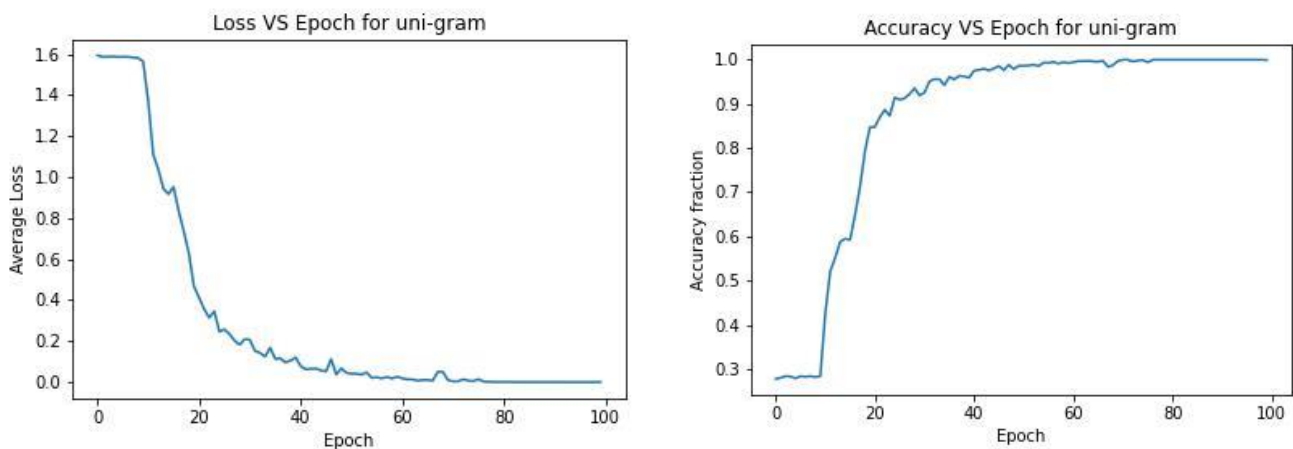 Loss VS Epoch for uni-gram
1.6
1.4
1.2
1.0
0.8
0.6
0.4
0.2
0.0
Average Loss
0 20 40 60 80 100
Epoch
Accuracy VS Epoch for uni-gram
1.0
0.9
0.8
0.7
0.6
0.5
0.4
0.3
Accuracy fraction
0 20 40 60 80 100
Epoch